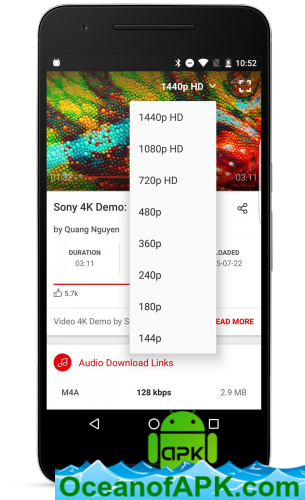 10:52
1440p HD
01:32
1440p HD
1080p HD
720p HD
480p
360p
240p
180p
144p
Sony 4K Demo:
by Quang Nguyen
DURATION
LOADED
03:11
5-07-22
5.7k
Video 4K Demo by S
EAD MORE
Audio Download Links
M4A 128 kbps 2.9 MB
APK
OceanofAPK.com